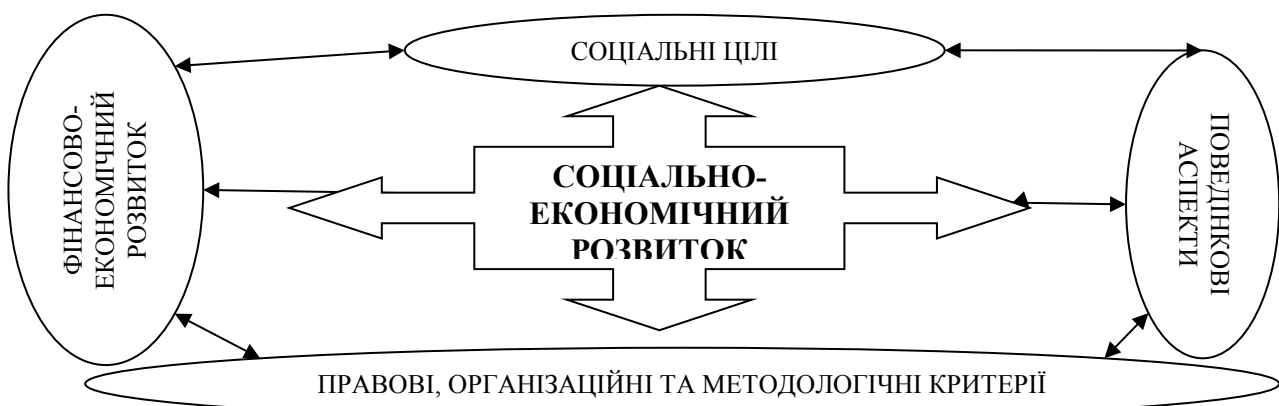 СОЦІАЛЬНІ ЦІЛІ
ФІНАНСОВО-
ЕКОНОМІЧНИЙ
РОЗВИТОК
СОЦІАЛЬНО-
ЕКОНОМІЧНИЙ
РОЗВИТОК
ПОВЕДІНКОВІ
АСПЕКТИ
ПРАВОВІ, ОРГАНІЗАЦІЙНІ ТА МЕТОДОЛОГІЧНІ КРИТЕРІЇ